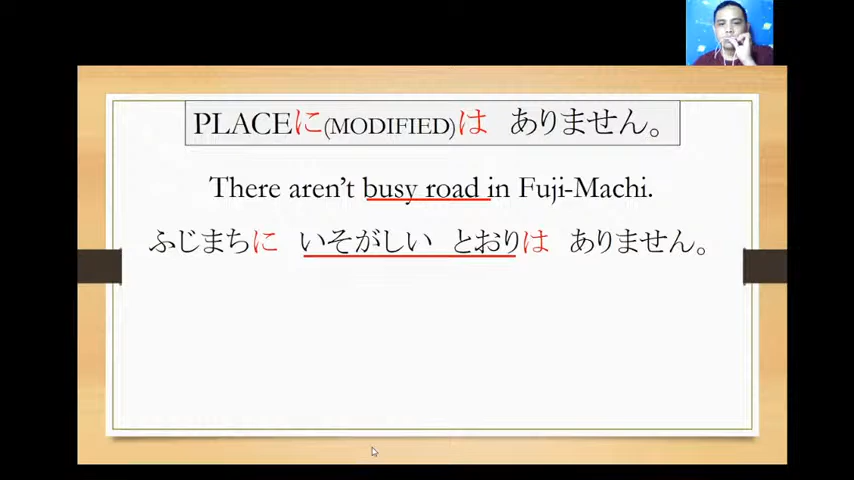 PLACEに(MODIFIED)は ありません。
There aren't busy road in Fuji-Machi.
ふじまちに いそがしい とおりは ありません。